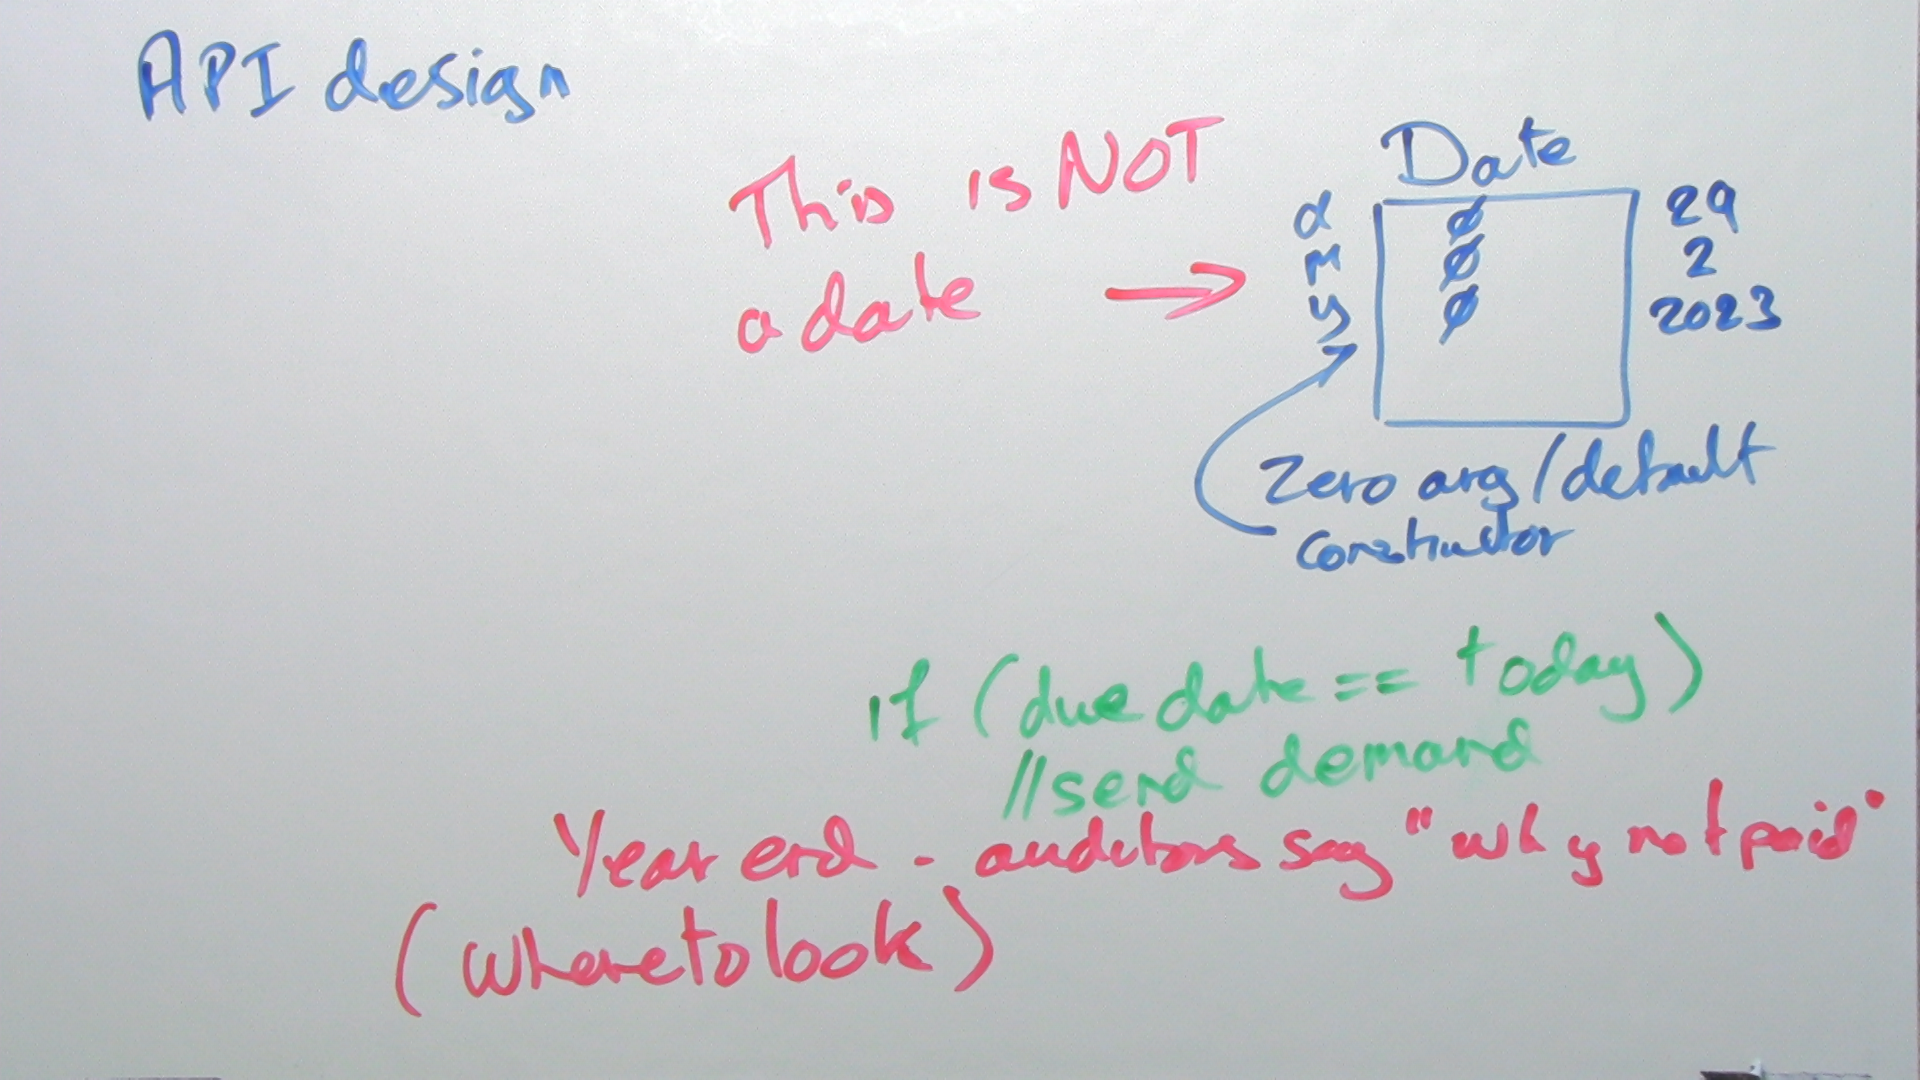 API design
This is NOT
a date →
Date
d Ø 29
m Ø 2
y Ø 2023
Zero arg/default
constructor
if (due date == today)
//send demand
Year end - auditors say "why not paid"
(where to look)